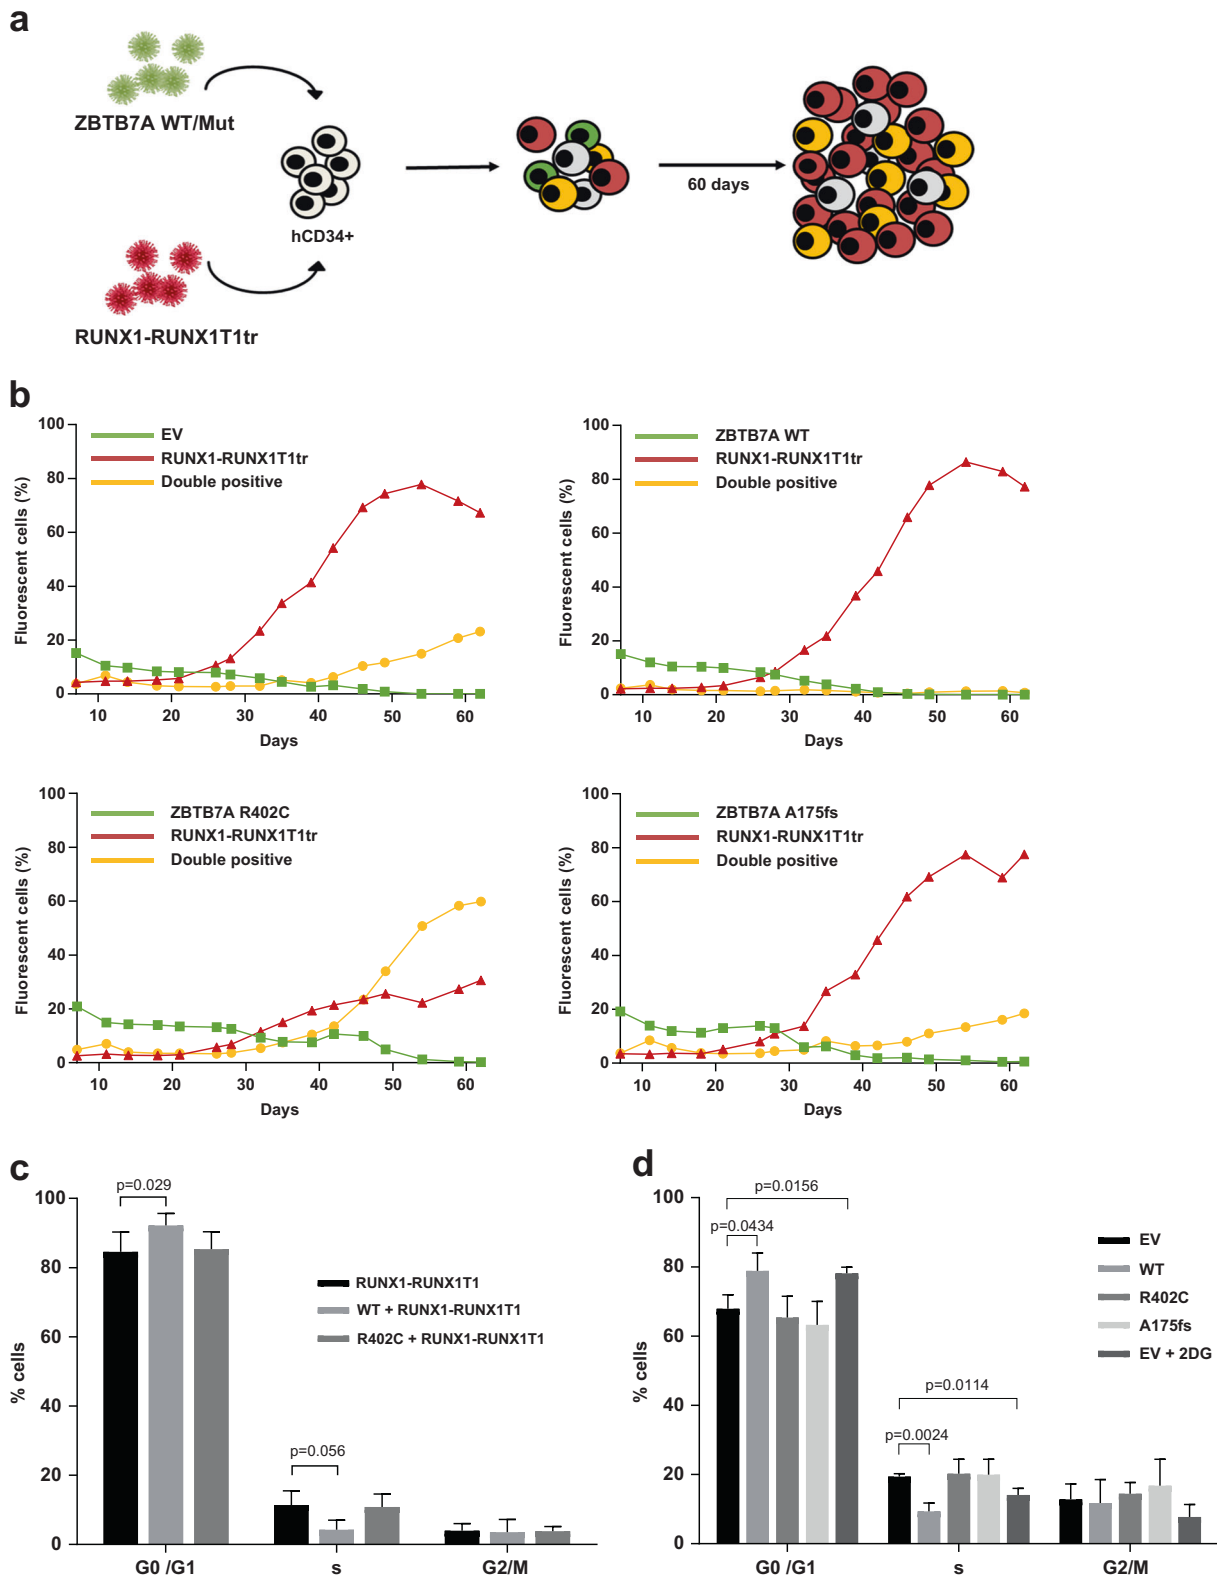 a
ZBTB7A WT/Mut
hCD34+
60 days
RUNX1-RUNX1T1tr
b
Fluorescent cells (%)
100
80
60
40
20
0
EV
RUNX1-RUNX1T1tr
Double positive
10 20 30 40 50 60
Days
Fluorescent cells (%)
100
80
60
40
20
0
ZBTB7A WT
RUNX1-RUNX1T1tr
Double positive
10 20 30 40 50 60
Days
Fluorescent cells (%)
100
80
60
40
20
0
ZBTB7A R402C
RUNX1-RUNX1T1tr
Double positive
10 20 30 40 50 60
Days
Fluorescent cells (%)
100
80
60
40
20
0
ZBTB7A A175fs
RUNX1-RUNX1T1tr
Double positive
10 20 30 40 50 60
Days
c
% cells
100
80
60
40
20
0
p=0.029
p=0.056
RUNX1-RUNX1T1
WT + RUNX1-RUNX1T1
R402C + RUNX1-RUNX1T1
G0 /G1 s G2/M
d
% cells
100
80
60
40
20
0
p=0.0156
p=0.0434
p=0.0114
p=0.0024
EV
WT
R402C
A175fs
EV + 2DG
G0 /G1 s G2/M